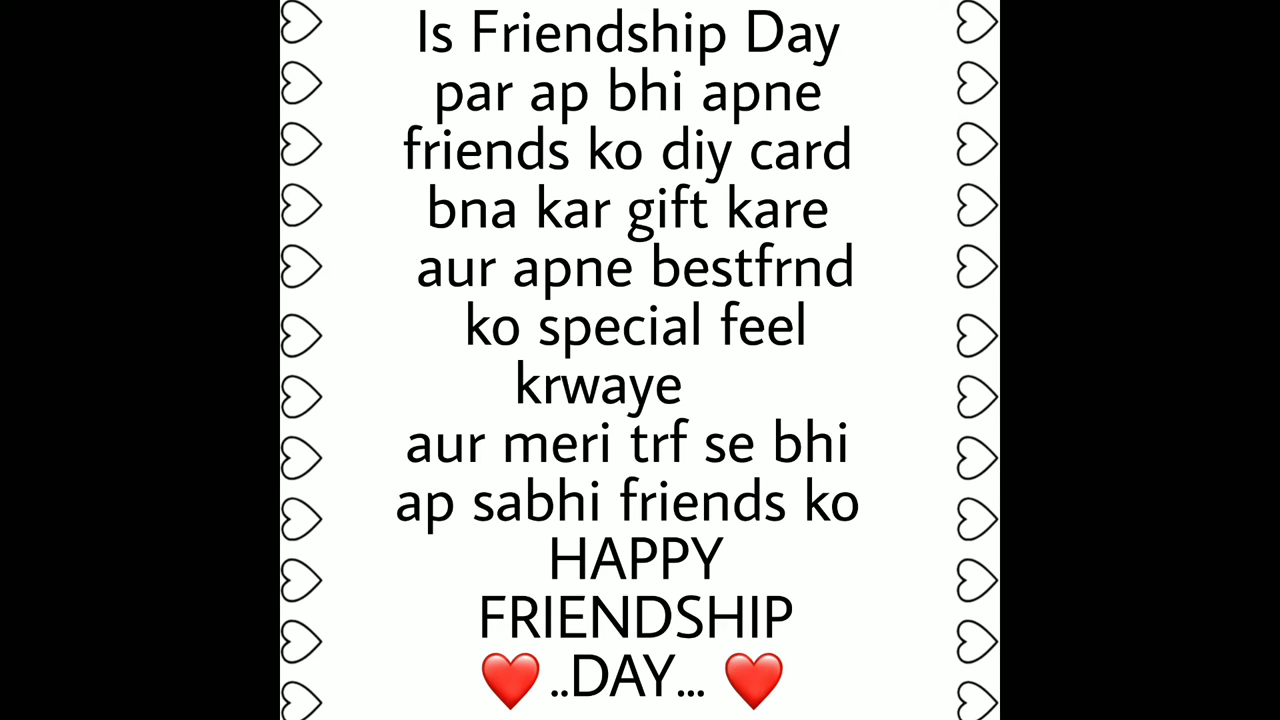 Is Friendship Day
par ap bhi apne
friends ko diy card
bna kar gift kare
aur apne bestfrnd
ko special feel
krwaye
aur meri trf se bhi
ap sabhi friends ko
HAPPY
FRIENDSHIP
❤️..DAY... ❤️